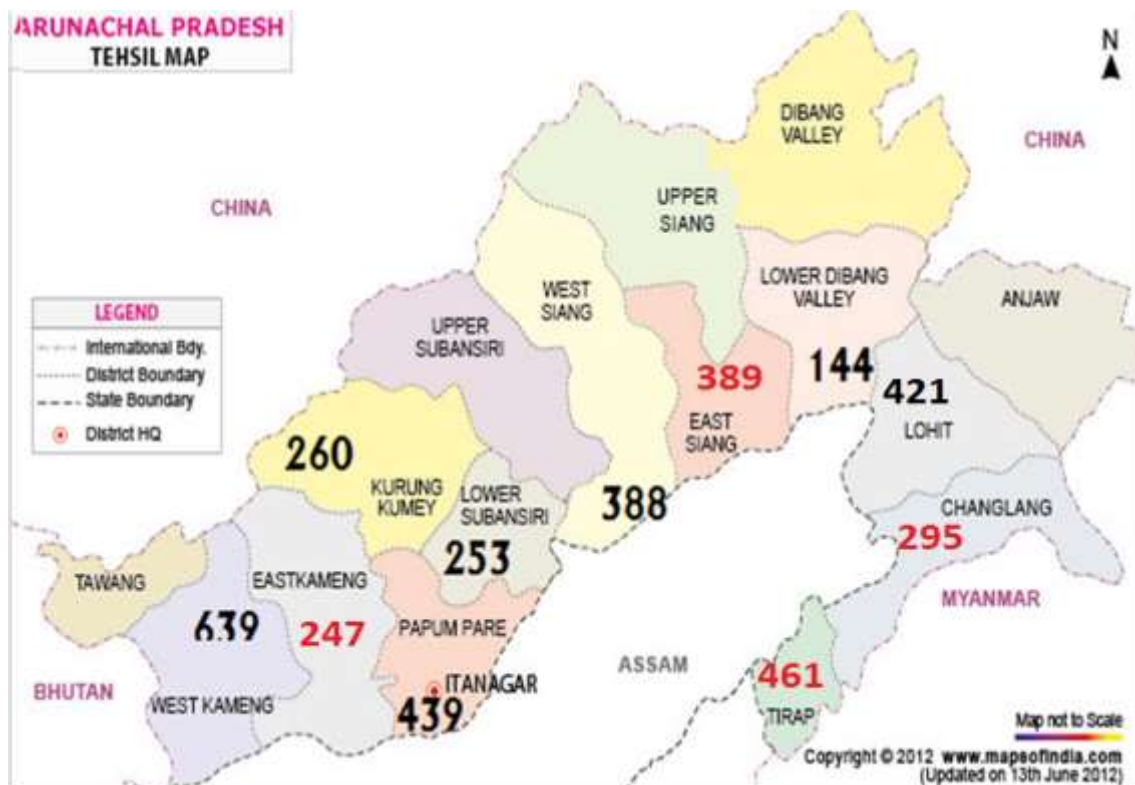 ARUNACHAL PRADESH
TEHSIL MAP
N
DIBANG
VALLEY
CHINA
CHINA
UPPER
SIANG
LOWER DIBANG
VALLEY
ANJAW
WEST
SIANG
LEGEND
International Bdy.
District Boundary
State Boundary
District HQ
UPPER
SUBANSIRI
389
144
421
EAST
SIANG
LOHIT
260
KURUNG
KUMEY
LOWER
SUBANSIRI
388
CHANGLANG
253
295
TAWANG
EASTKAMENG
639
247
PAPUM PARE
MYANMAR
ASSAM
BHUTAN
WEST KAMENG
ITANAGAR
439
461
TIRAP
Map not to Scale
Copyright © 2012 www.mapsofindia.com
(Updated on 13th June 2012)